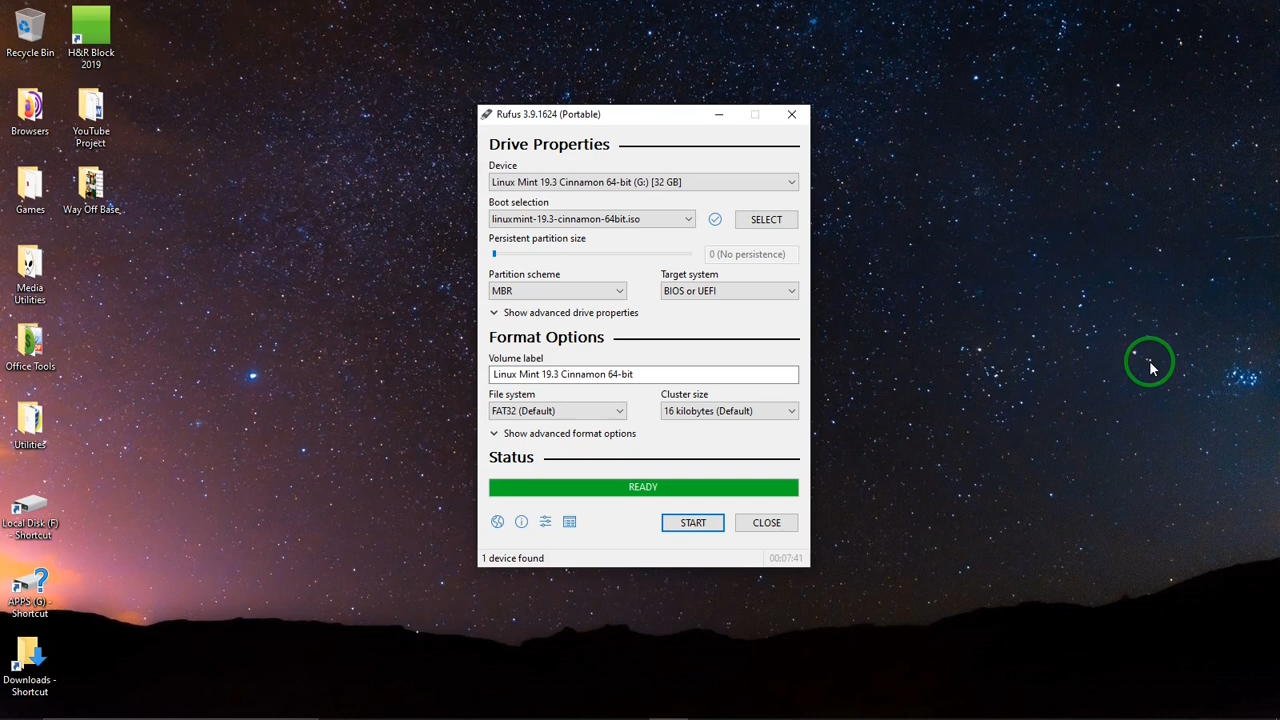 Recycle Bin
H&R Block
2019
Browsers
YouTube
Project
Games
Way Off Base
Media
Utilities
Office Tools
Utilities
Local Disk (F)
- Shortcut
APPS (G) -
Shortcut
Downloads -
Shortcut
Rufus 3.9.1624 (Portable)
Drive Properties
Device
Linux Mint 19.3 Cinnamon 64-bit (G:) [32 GB]
Boot selection
linuxmint-19.3-cinnamon-64bit.iso
SELECT
Persistent partition size
0 (No persistence)
Partition scheme
Target system
MBR
BIOS or UEFI
Show advanced drive properties
Format Options
Volume label
Linux Mint 19.3 Cinnamon 64-bit
File system
Cluster size
FAT32 (Default)
16 kilobytes (Default)
Show advanced format options
Status
READY
START
CLOSE
1 device found
00:07:41